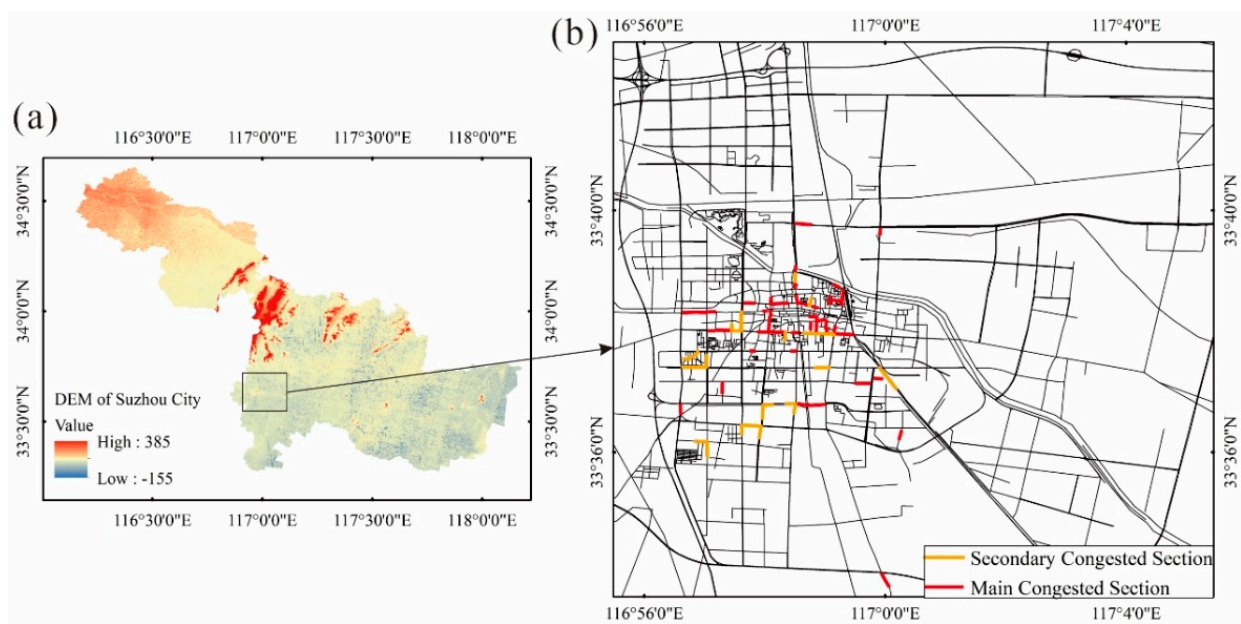 (a)
116°30'0"E 117°0'0"E 117°30'0"E 118°0'0"E
34°30'0"N
34°0'0"N
33°30'0"N
34°30'0"N
34°0'0"N
33°30'0"N
DEM of Suzhou City
Value
High : 385
Low : -155
116°30'0"E 117°0'0"E 117°30'0"E 118°0'0"E
(b)
116°56'0"E 117°0'0"E 117°4'0"E
33°40'0"N
33°36'0"N
33°40'0"N
33°36'0"N
Secondary Congested Section
Main Congested Section
116°56'0"E 117°0'0"E 117°4'0"E